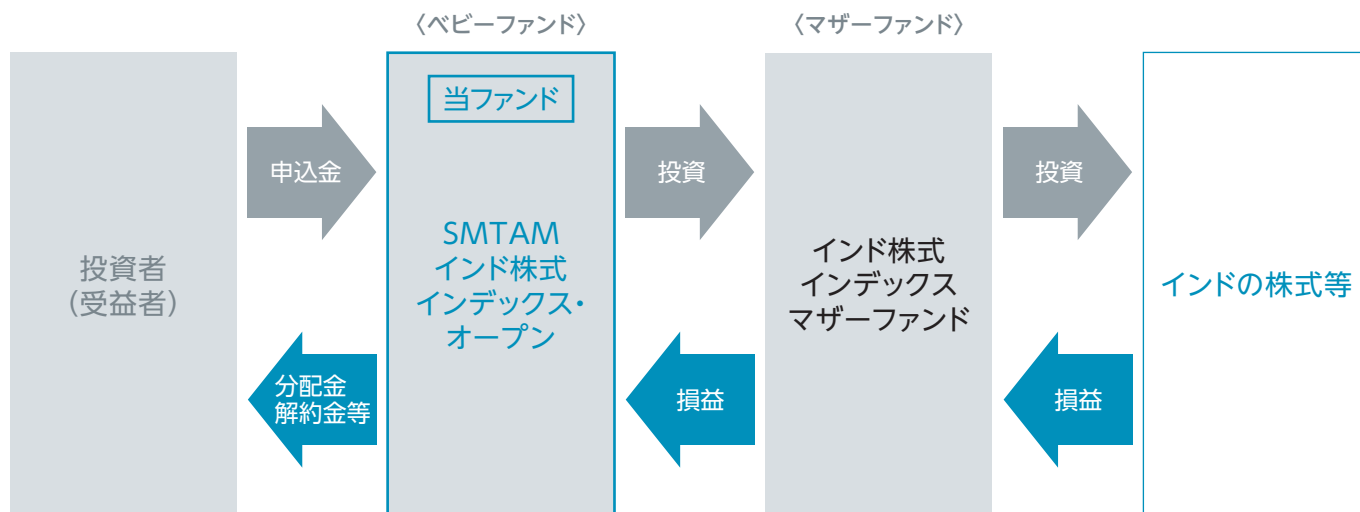 〈ベビーファンド〉
〈マザーファンド〉
投資者
(受益者)
申込金
分配金
解約金等
当ファンド
SMTAM
インド株式
インデックス・
オープン
投資
損益
インド株式
インデックス
マザーファンド
投資
損益
インドの株式等